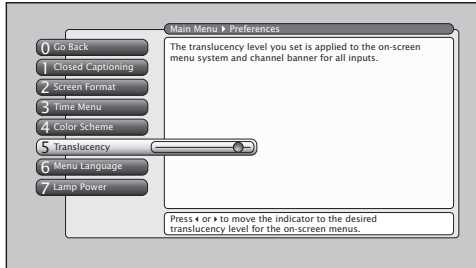 Main Menu ▸ Preferences
0 Go Back
1 Closed Captioning
2 Screen Format
3 Time Menu
4 Color Scheme
5 Translucency
6 Menu Language
7 Lamp Power
The translucency level you set is applied to the on-screen
menu system and channel banner for all inputs.
Press ◂ or ▸ to move the indicator to the desired
translucency level for the on-screen menus.